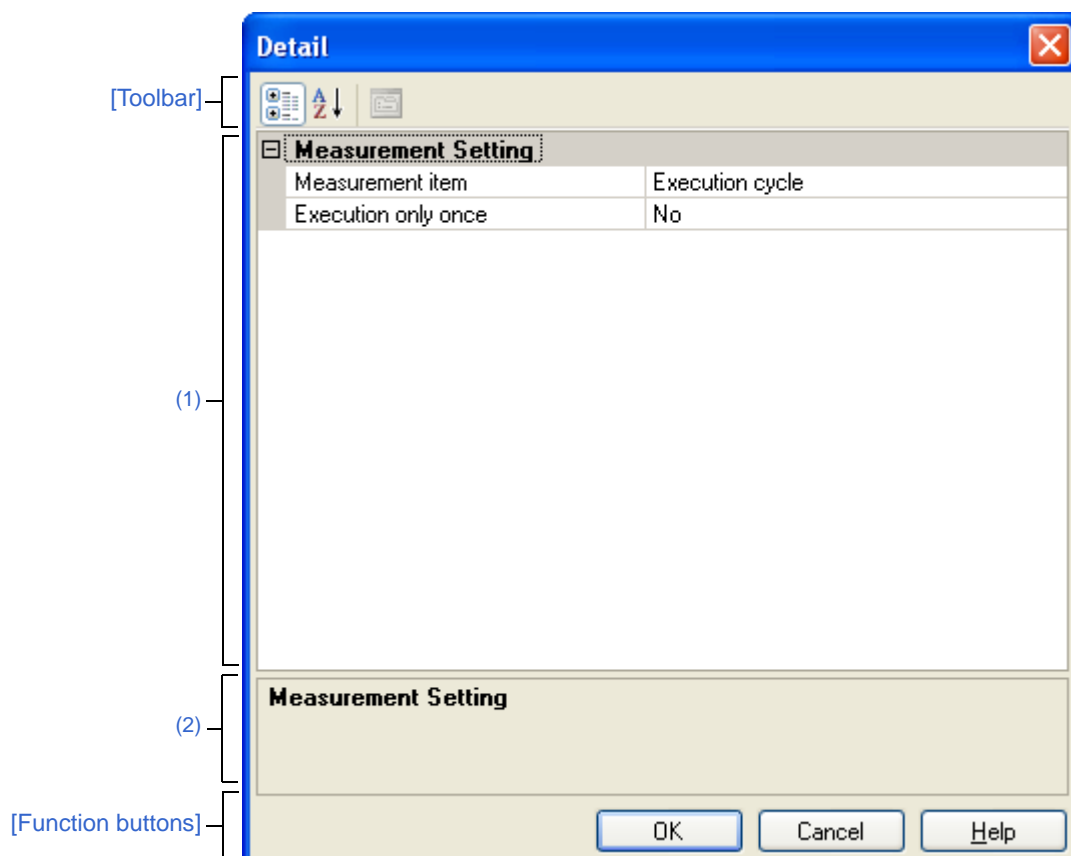 Detail
[Toolbar]
A
Z
Measurement Setting
Measurement item Execution cycle
Execution only once No
(1)
Measurement Setting
(2)
[Function buttons]
OK Cancel Help